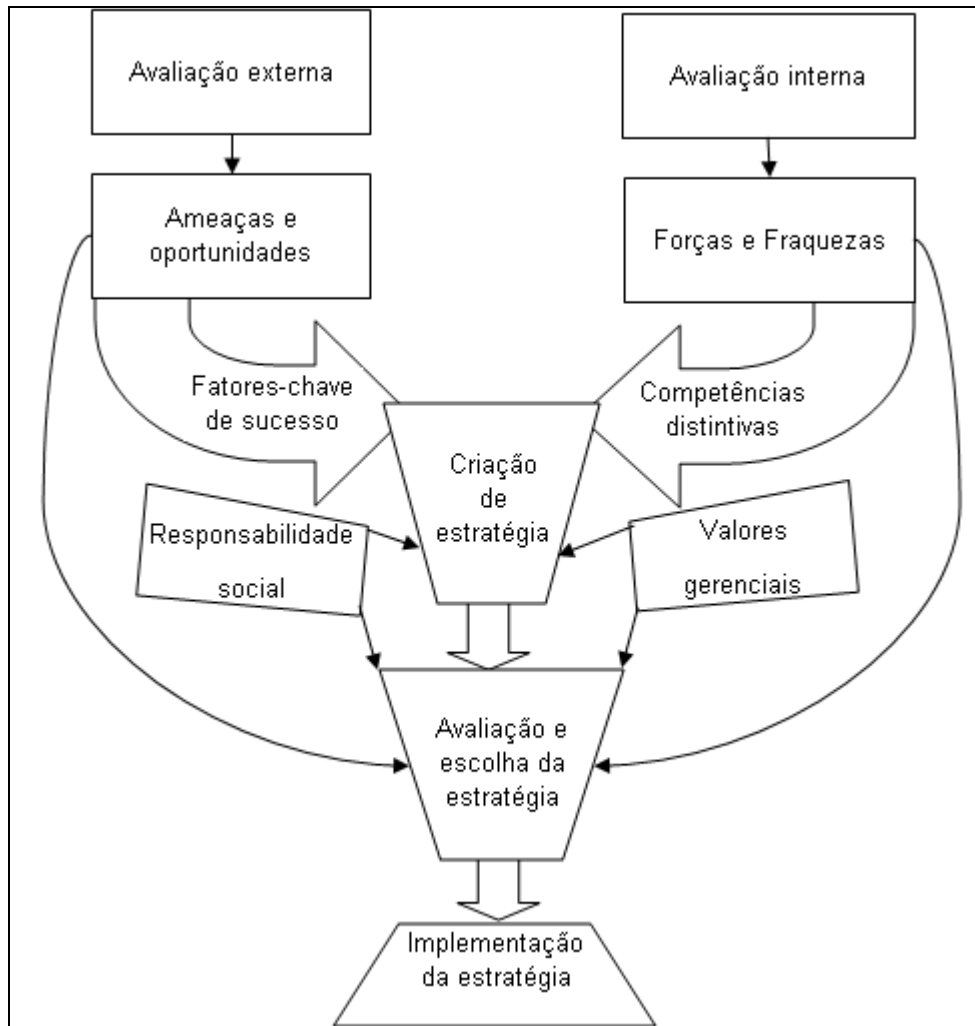 Avaliação externa
Avaliação interna
Ameaças e
oportunidades
Forças e Fraquezas
Fatores-chave
de sucesso
Competências
distintivas
Criação
de
estratégia
Responsabilidade
social
Valores
gerenciais
Avaliação e
escolha da
estratégia
Implementação
da estratégia